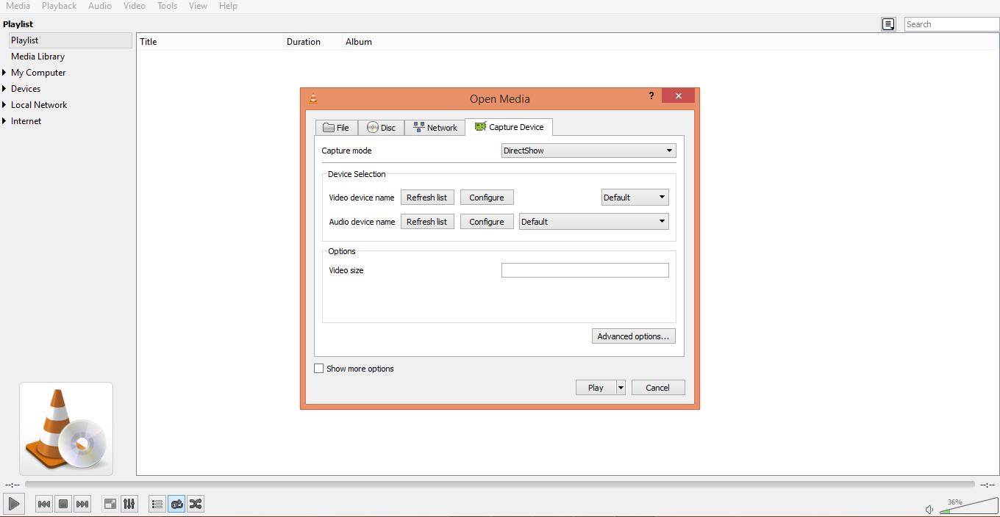 Media Playback Audio Video Tools View Help
Playlist
Search
Playlist
Title Duration Album
Media Library
My Computer
Devices
Local Network
Internet
Open Media
?
File Disc Network Capture Device
Capture mode DirectShow
Device Selection
Video device name Refresh list Configure Default
Audio device name Refresh list Configure Default
Options
Video size
Advanced options...
Show more options
Play Cancel
--:-- --:--
36%